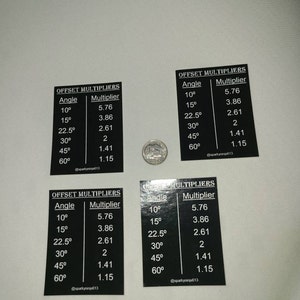 OFFSET MULTIPLIERS
Angle Multiplier
10º 5.76
15º 3.86
22.5º 2.61
30º 2
45º 1.41
60º 1.15
OFFSET MULTIPLIERS
Angle Multiplier
10º 5.76
15º 3.86
22.5º 2.61
30º 2
45º 1.41
60º 1.15
OFFSET MULTIPLIERS
Angle Multiplier
10º 5.76
15º 3.86
22.5º 2.61
30º 2
45º 1.41
60º 1.15
OFFSET MULTIPLIERS
Angle Multiplier
10º 5.76
15º 3.86
22.5º 2.61
30º 2
45º 1.41
60º 1.15